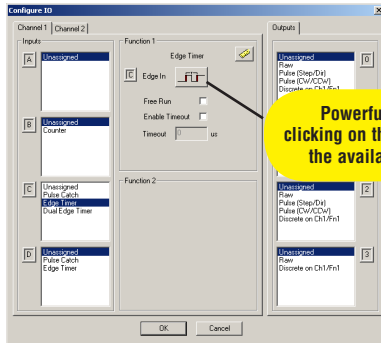 Configure IO
Channel 1 Channel 2
Inputs
A
Unassigned
B
Unassigned
Counter
C
Unassigned
Pulse Catch
Edge Timer
Dual Edge Timer
D
Unassigned
Pulse Catch
Edge Timer
Function 1
Edge Timer
C Edge In
Free Run
Enable Timeout
Timeout 0 us
Function 2
Outputs
Unassigned
Raw
Pulse (Step/Dir)
Pulse (CW/CCW)
Discrete on Ch1/Fn1
0
Powerfu
clicking on th
the availa
Unassigned
Raw
Pulse (Step/Dir)
Pulse (CW/CCW)
Discrete on Ch1/Fn1
2
Unassigned
Raw
Discrete on Ch1/Fn1
3
OK Cancel